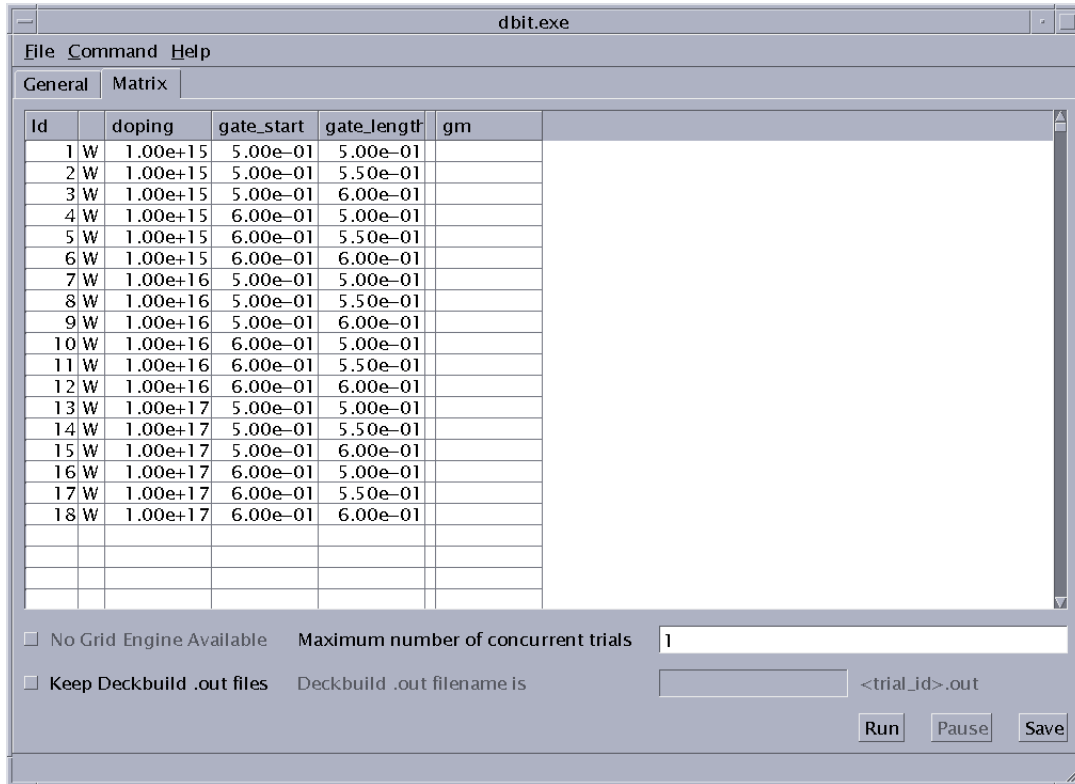 dbit.exe
File Command Help
General Matrix
Id doping gate_start gate_length gm
1 W 1.00e+15 5.00e−01 5.00e−01
2 W 1.00e+15 5.00e−01 5.50e−01
3 W 1.00e+15 5.00e−01 6.00e−01
4 W 1.00e+15 6.00e−01 5.00e−01
5 W 1.00e+15 6.00e−01 5.50e−01
6 W 1.00e+15 6.00e−01 6.00e−01
7 W 1.00e+16 5.00e−01 5.00e−01
8 W 1.00e+16 5.00e−01 5.50e−01
9 W 1.00e+16 5.00e−01 6.00e−01
10 W 1.00e+16 6.00e−01 5.00e−01
11 W 1.00e+16 6.00e−01 5.50e−01
12 W 1.00e+16 6.00e−01 6.00e−01
13 W 1.00e+17 5.00e−01 5.00e−01
14 W 1.00e+17 5.00e−01 5.50e−01
15 W 1.00e+17 5.00e−01 6.00e−01
16 W 1.00e+17 6.00e−01 5.00e−01
17 W 1.00e+17 6.00e−01 5.50e−01
18 W 1.00e+17 6.00e−01 6.00e−01
No Grid Engine Available Maximum number of concurrent trials 1
Keep Deckbuild .out files Deckbuild .out filename is <trial_id>.out
Run Pause Save